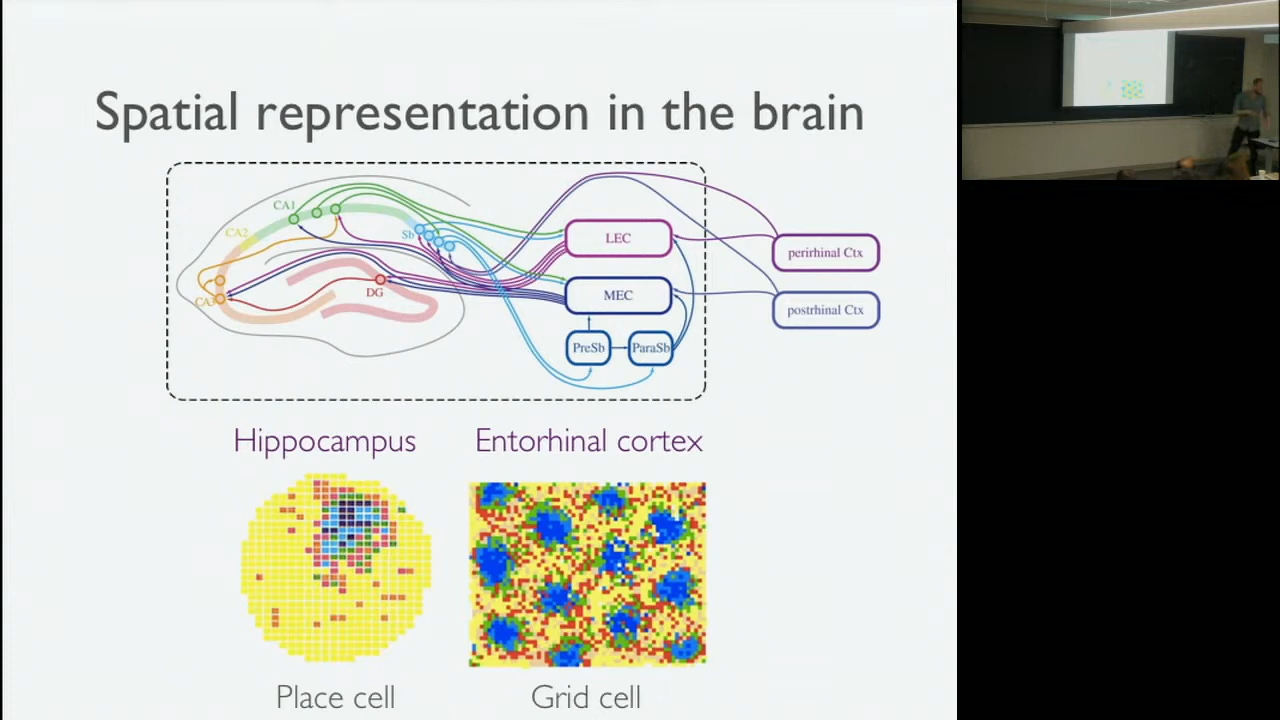 Spatial representation in the brain
CA1
CA2
Sb
CA3
DG
LEC
MEC
PreSb
ParaSb
perirhinal Ctx
postrhinal Ctx
Hippocampus
Entorhinal cortex
Place cell
Grid cell